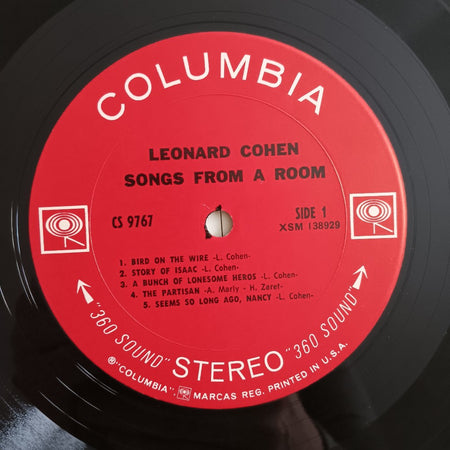 COLUMBIA
LEONARD COHEN
SONGS FROM A ROOM
CS 9767
SIDE 1
XSM 138929
1. BIRD ON THE WIRE -L. Cohen-
2. STORY OF ISAAC -L. Cohen-
3. A BUNCH OF LONESOME HEROS -L. Cohen-
4. THE PARTISAN -A. Marly - H. Zaret-
5. SEEMS SO LONG AGO, NANCY -L. Cohen-
"360 SOUND" STEREO "360 SOUND"
℗"COLUMBIA", MARCAS REG. PRINTED IN U.S.A.